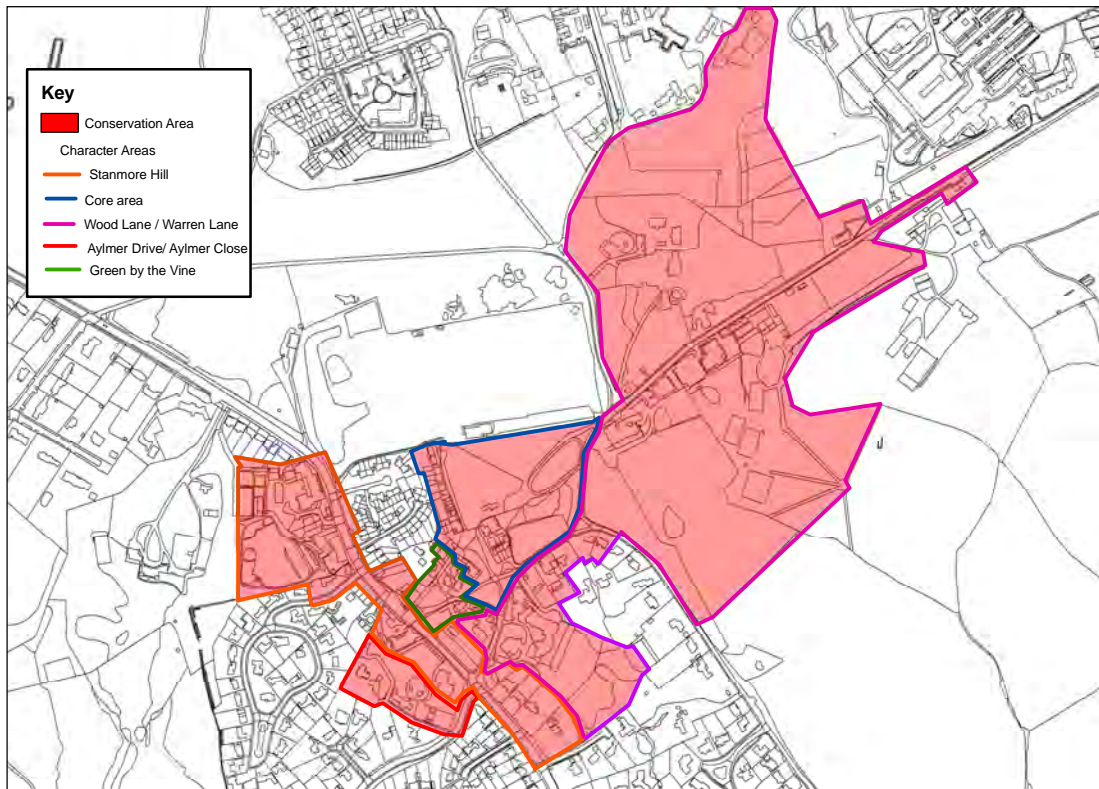 Key
Conservation Area
Character Areas
Stanmore Hill
Core area
Wood Lane / Warren Lane
Aylmer Drive/ Aylmer Close
Green by the Vine